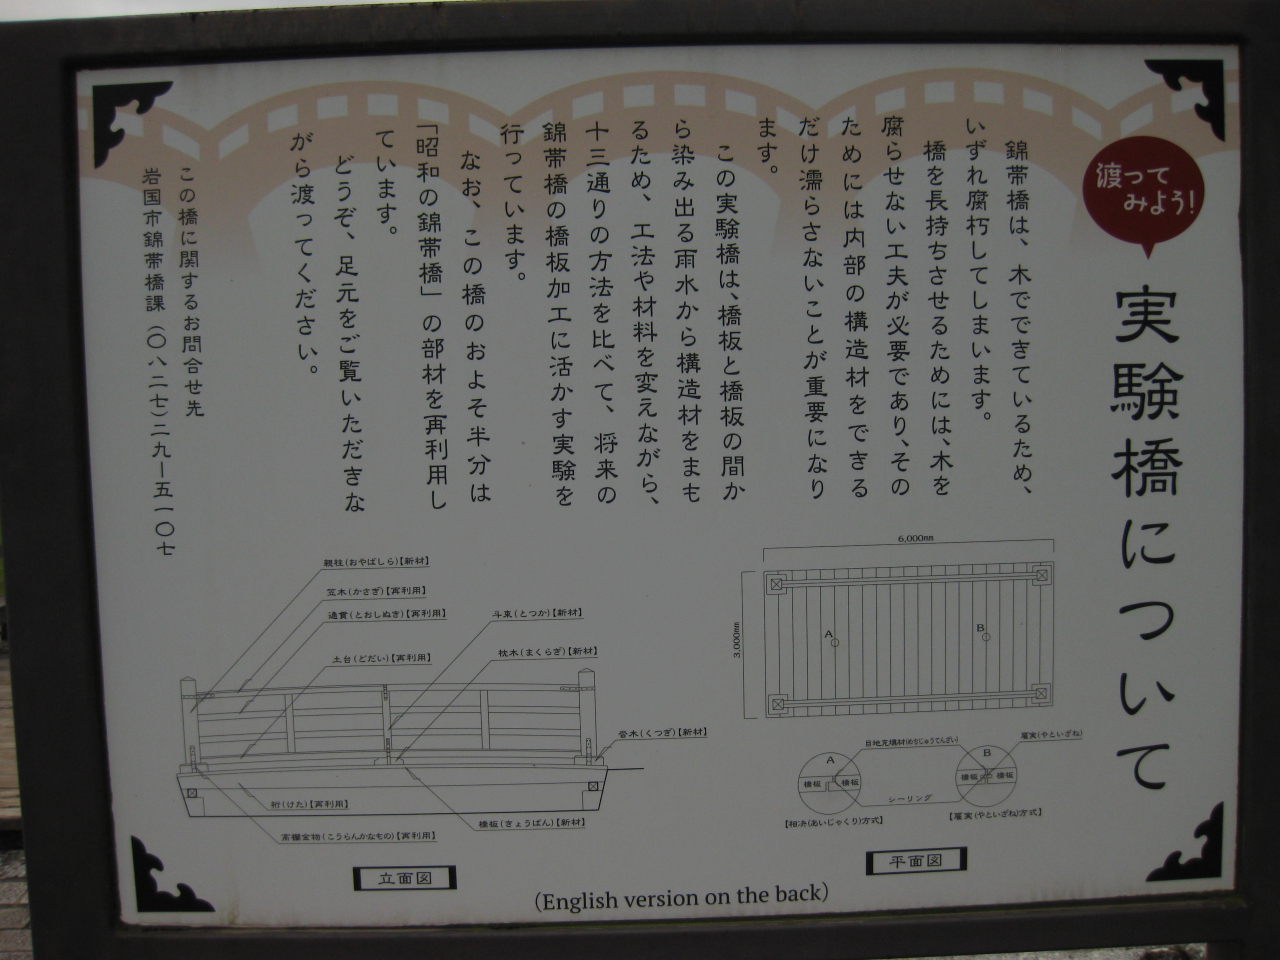 渡って
みよう!
実験橋について
錦帯橋は、木でできているため、
いずれ腐朽してしまいます。
橋を長持ちさせるためには、木を
腐らせない工夫が必要であり、その
ためには内部の構造材をできる
だけ濡らさないことが重要になり
ます。
この実験橋は、橋板と橋板の間か
ら染み出る雨水から構造材をまも
るため、工法や材料を変えながら、
十三通りの方法を比べて、将来の
錦帯橋の橋板加工に活かす実験を
行っています。
なお、この橋のおよそ半分は
「昭和の錦帯橋」の部材を再利用し
ています。
どうぞ、足元をご覧いただきな
がら渡ってください。
この橋に関するお問合せ先
岩国市錦帯橋課(〇八二七)二九ー五一〇七
親柱(おやばしら)【新材】
笠木(かさぎ)【再利用】
通貫(とおしぬき)【再利用】
土台(どだい)【再利用】
斗束(とつか)【新材】
枕木(まくらぎ)【新材】
沓木(くつぎ)【新材】
桁(けた)【再利用】
高欄金物(こうらんかなもの)【再利用】
橋板(きょうばん)【新材】
立面図
6,000mm
3,000mm
A
B
目地充填材(めちじゅうてんざい)
雇実(やといざね)
A
橋板
橋板
B
橋板
橋板
シーリング
【相決(あいじゃくり)方式】
【雇実(やといざね)方式】
平面図
(English version on the back)